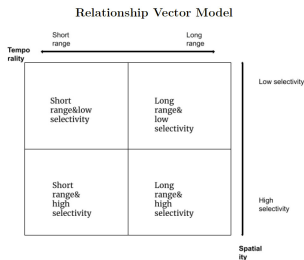 Relationship Vector Model
Short
range
Long
range
Tempo
rality
Low selectivity
Short
range&low
selectivity
Long
range&
low
selectivity
Short
range&
high
selectivity
Long
range&
high
selectivity
High
selectivity
Spatial
ity